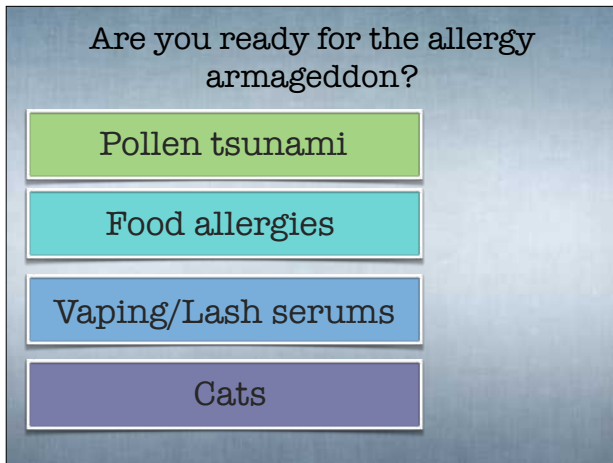 Are you ready for the allergy
armageddon?
Pollen tsunami
Food allergies
Vaping/Lash serums
Cats